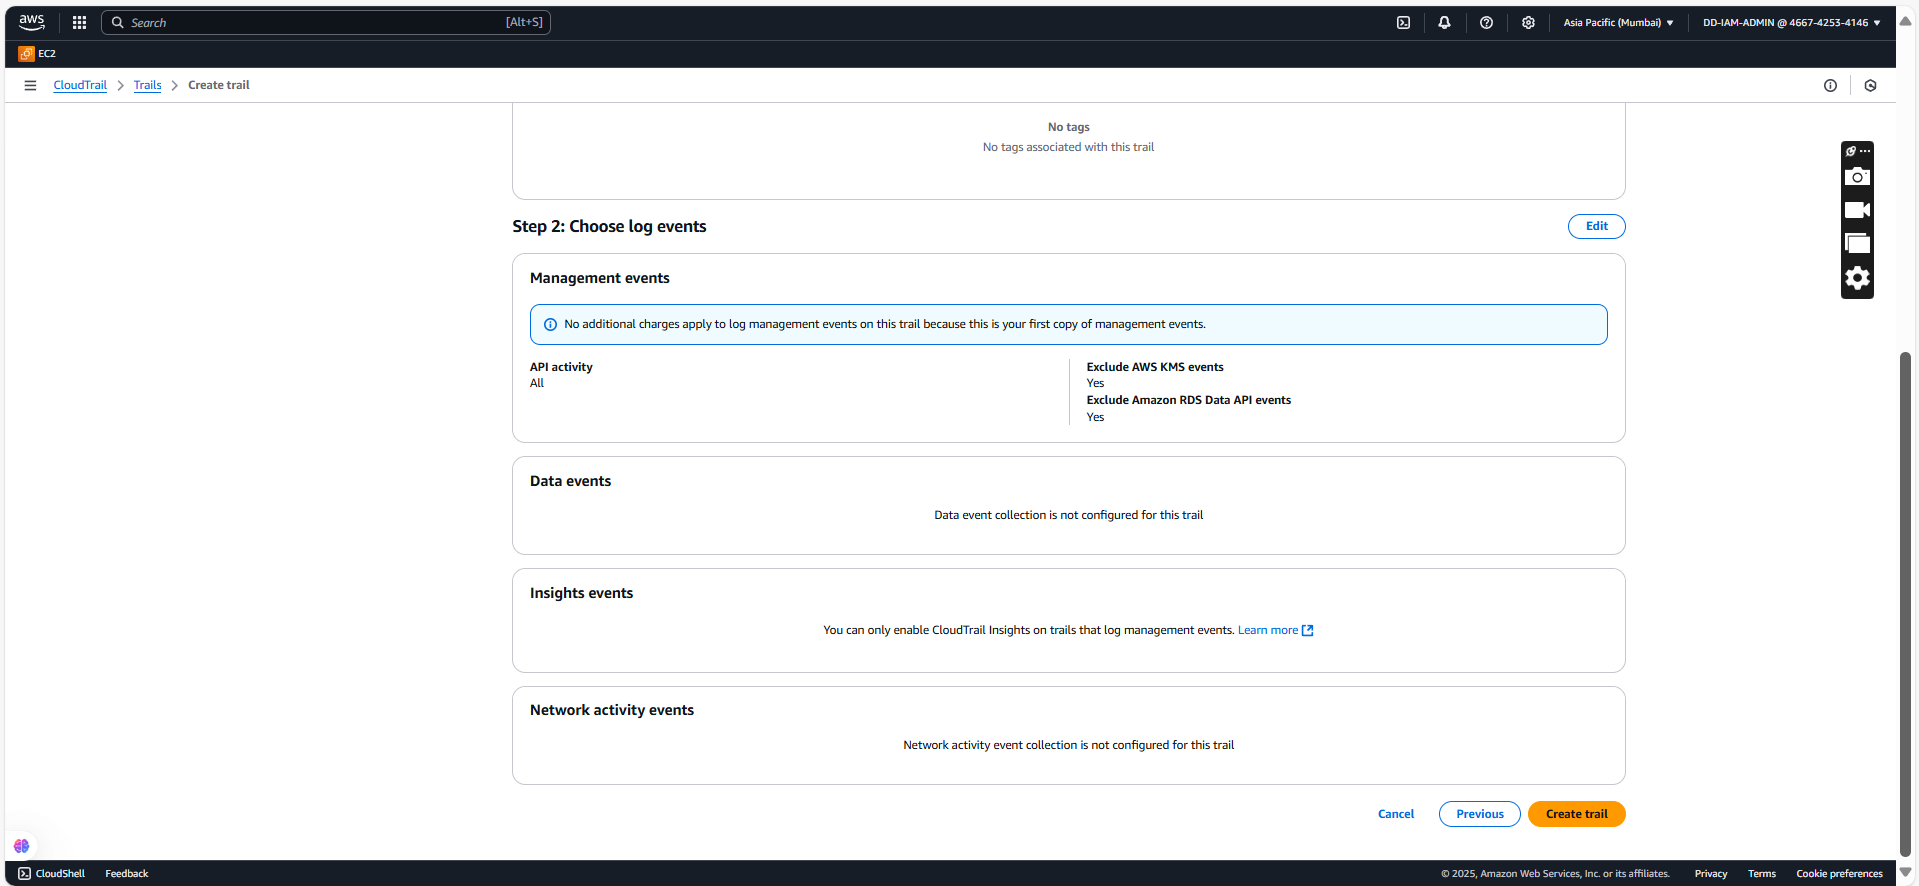 aws
Search
[Alt+S]
Asia Pacific (Mumbai)
DD-IAM-ADMIN @ 4667-4253-4146
EC2
CloudTrail
Trails
Create trail
No tags
No tags associated with this trail
Step 2: Choose log events
Edit
Management events
No additional charges apply to log management events on this trail because this is your first copy of management events.
API activity
All
Exclude AWS KMS events
Yes
Exclude Amazon RDS Data API events
Yes
Data events
Data event collection is not configured for this trail
Insights events
You can only enable CloudTrail Insights on trails that log management events. Learn more
Network activity events
Network activity event collection is not configured for this trail
Cancel
Previous
Create trail
CloudShell
Feedback
© 2025, Amazon Web Services, Inc. or its affiliates.
Privacy
Terms
Cookie preferences